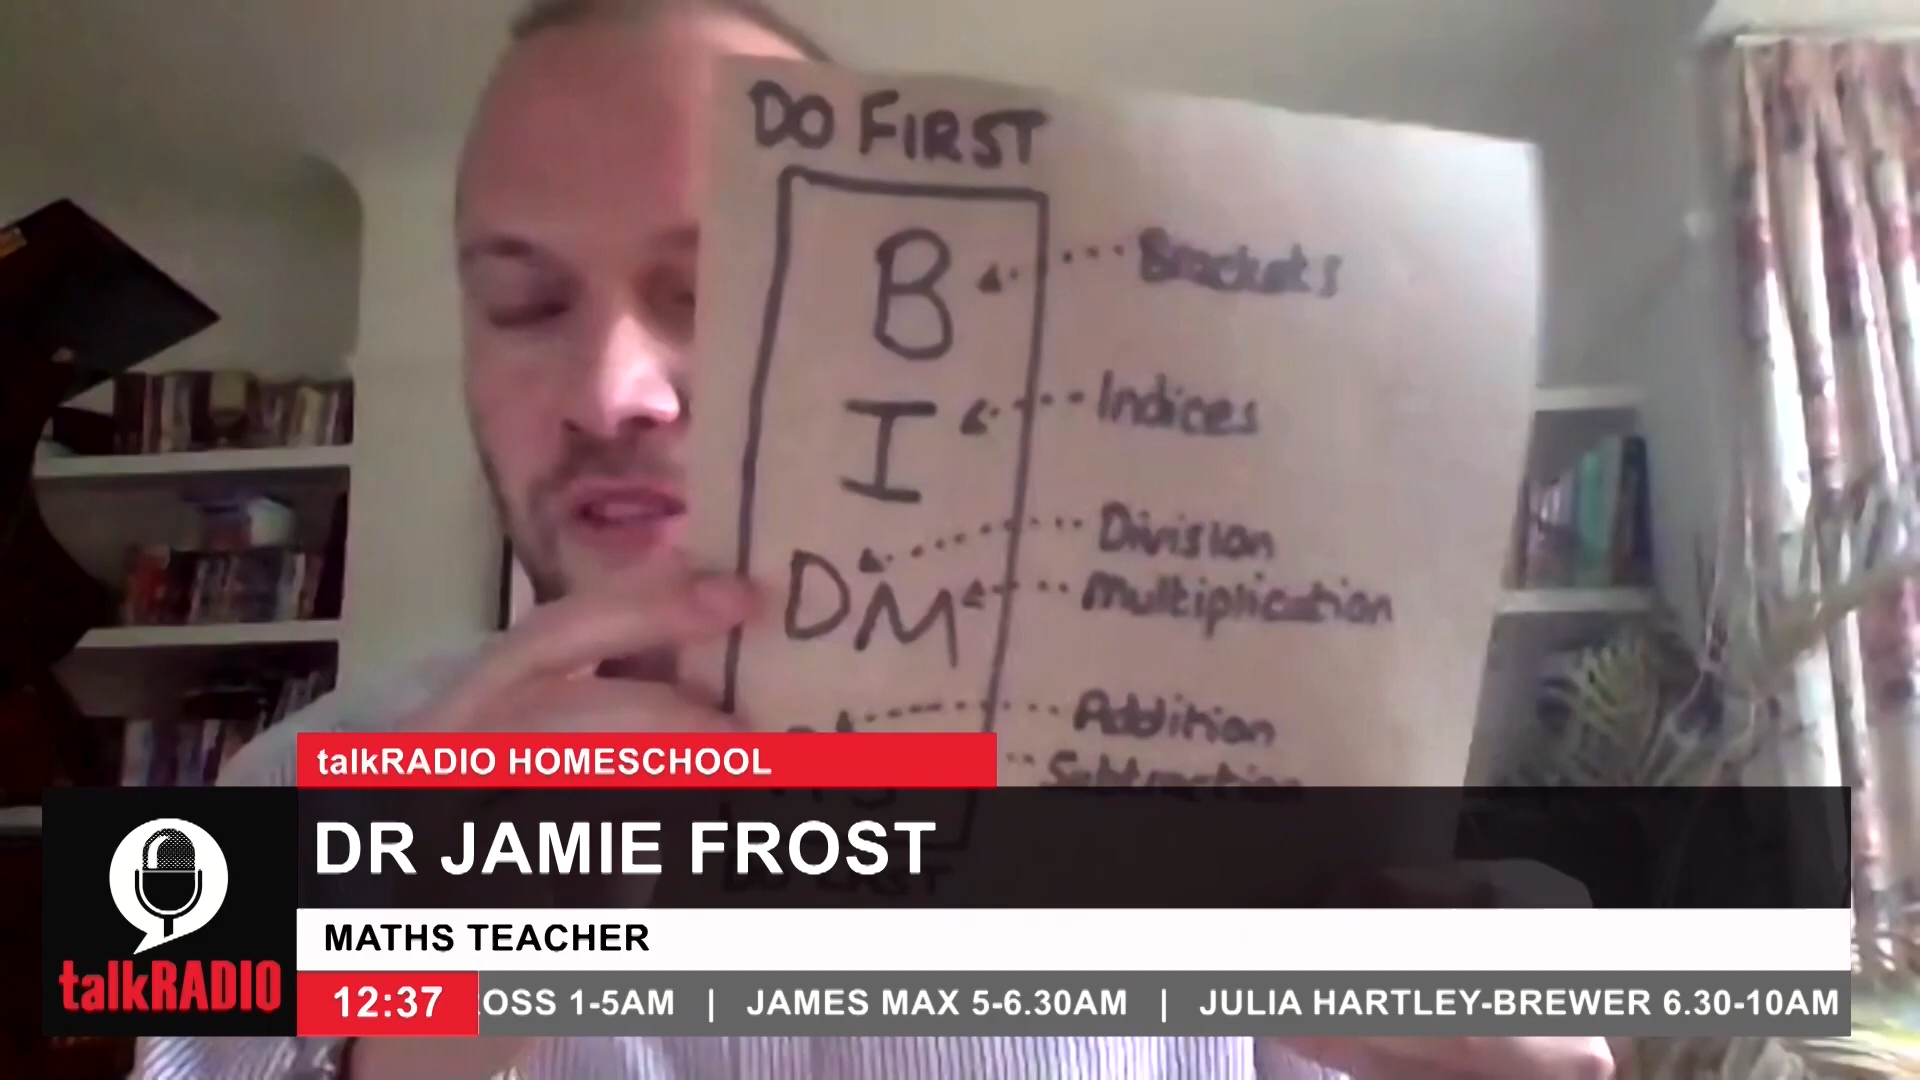 DO FIRST
B
Brackets
I
Indices
Division
DM
Multiplication
Addition
Subtraction
talkRADIO HOMESCHOOL
DR JAMIE FROST
MATHS TEACHER
talkRADIO
12:37
OSS 1-5AM | JAMES MAX 5-6.30AM | JULIA HARTLEY-BREWER 6.30-10AM